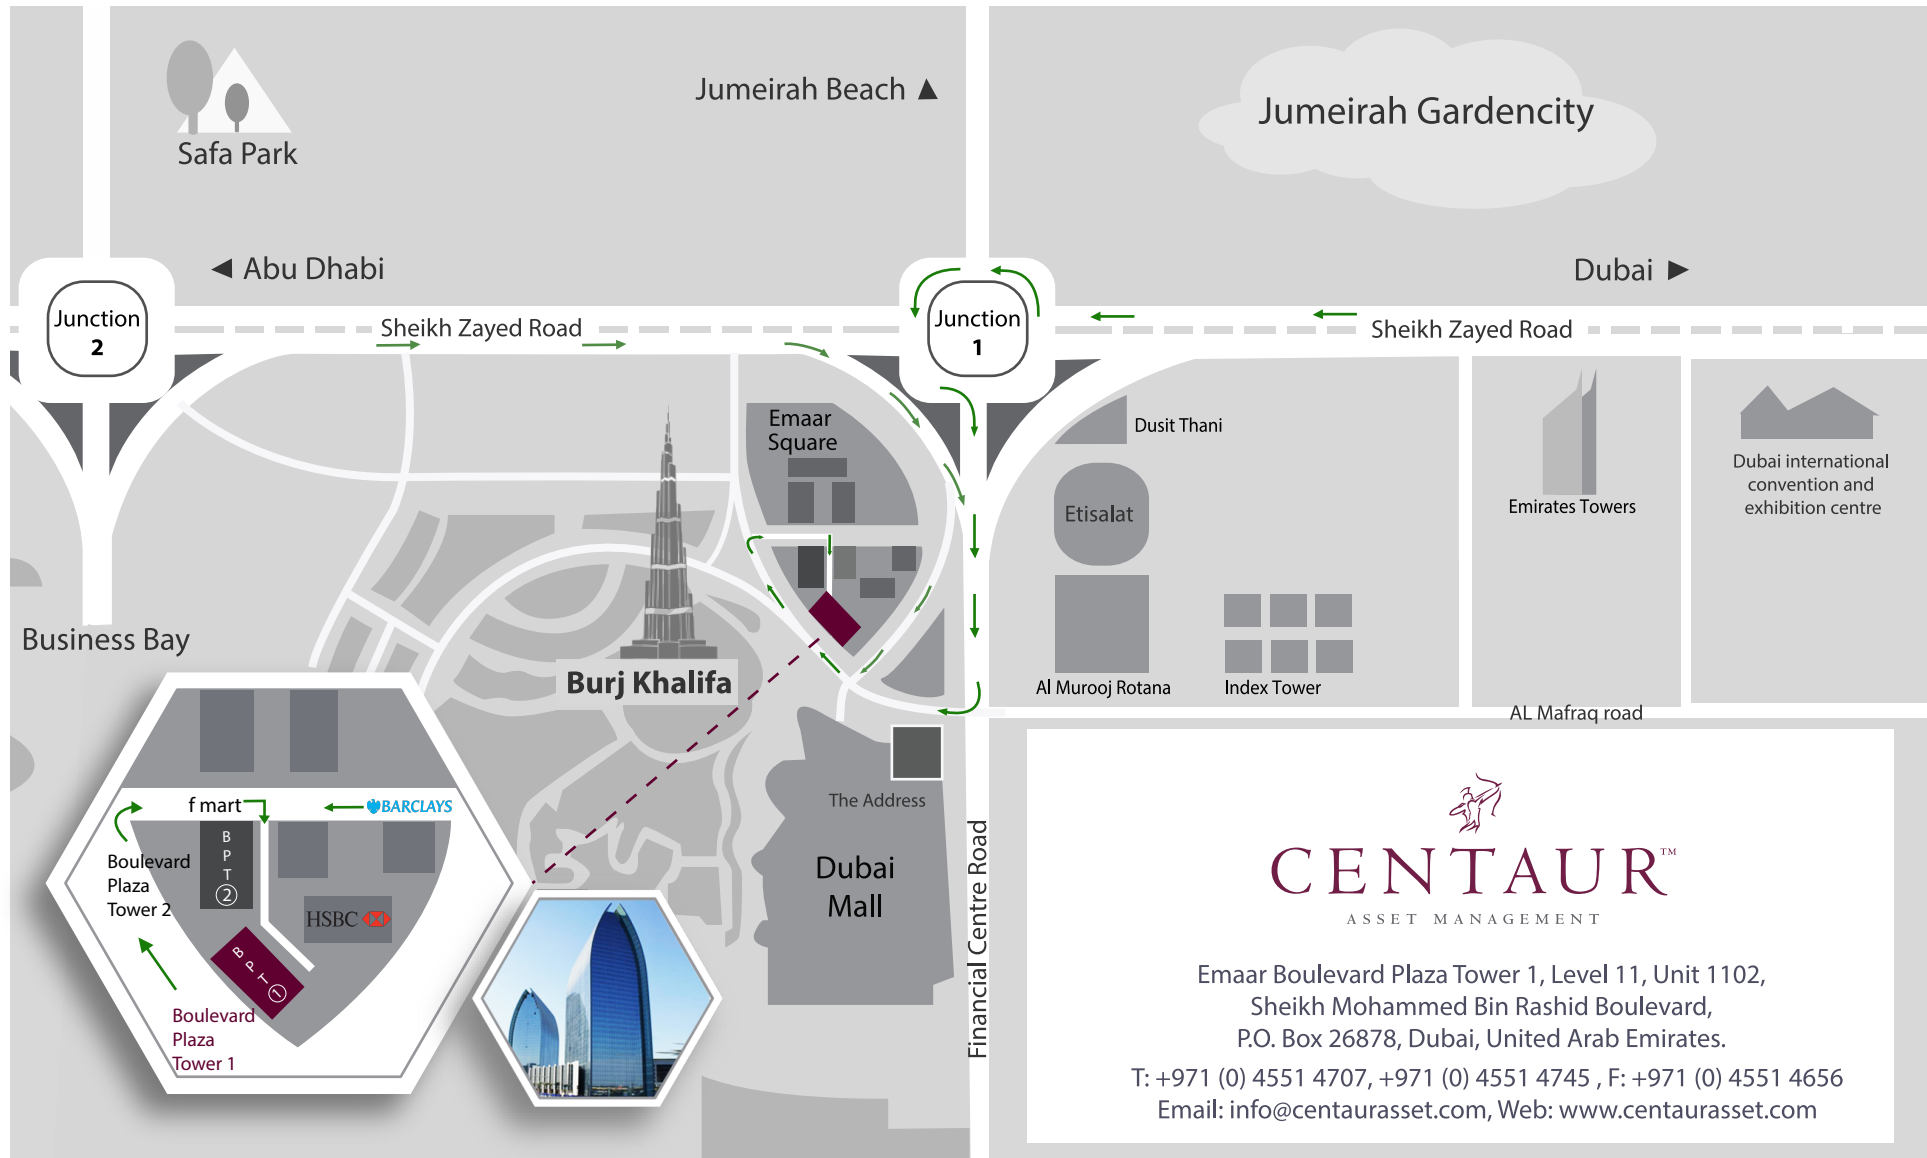 Jumeirah Beach
Jumeirah Gardencity
Safa Park
Abu Dhabi
Dubai
Junction
2
Sheikh Zayed Road
Junction
1
Sheikh Zayed Road
Emaar
Square
Dusit Thani
Etisalat
Emirates Towers
Dubai international
convention and
exhibition centre
Business Bay
Burj Khalifa
Al Murooj Rotana
Index Tower
AL Mafraq road
The Address
Dubai
Mall
Financial Centre Road
f mart
BARCLAYS
BPT 2
Boulevard
Plaza
Tower 2
HSBC
BPT 1
Boulevard
Plaza
Tower 1
CENTAUR™
ASSET MANAGEMENT
Emaar Boulevard Plaza Tower 1, Level 11, Unit 1102,
Sheikh Mohammed Bin Rashid Boulevard,
P.O. Box 26878, Dubai, United Arab Emirates.
T: +971 (0) 4551 4707, +971 (0) 4551 4745 , F: +971 (0) 4551 4656
Email: info@centaurasset.com, Web: www.centaurasset.com